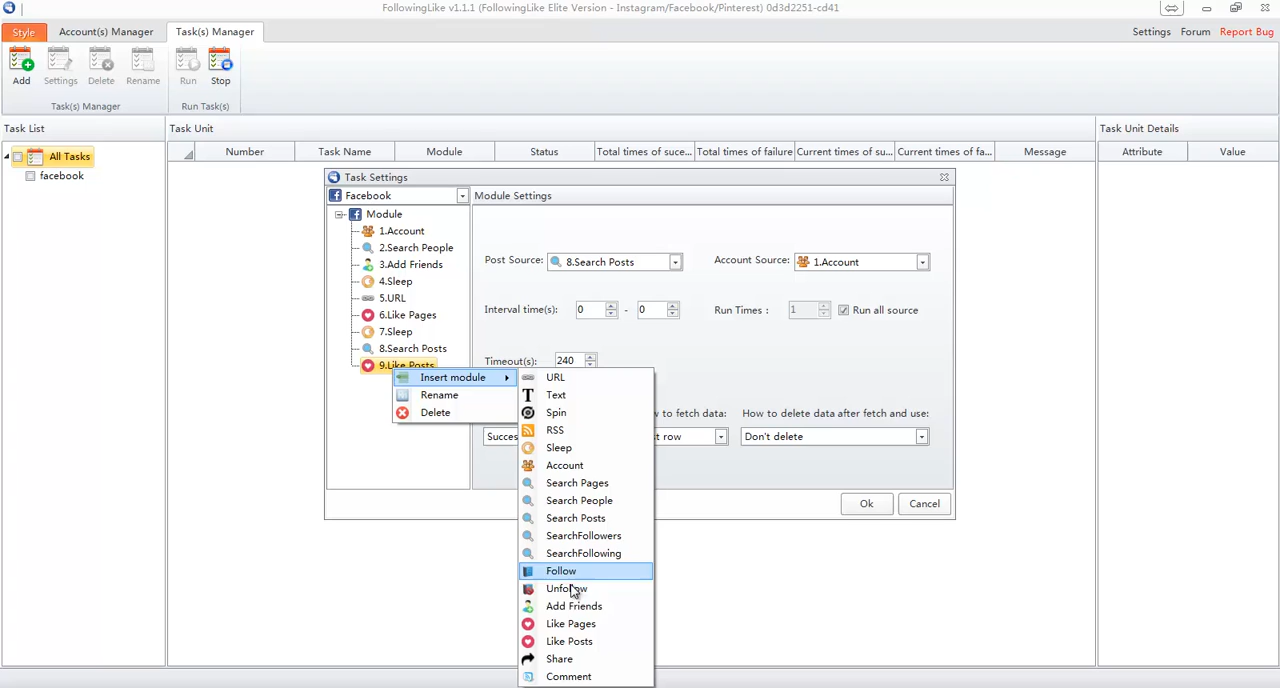 FollowingLike v1.1.1 (FollowingLike Elite Version - Instagram/Facebook/Pinterest) 0d3d2251-cd41
Style Account(s) Manager Task(s) Manager Settings Forum Report Bug
Add Settings Delete Rename Run Stop
Task(s) Manager Run Task(s)
Task List Task Unit Task Unit Details
All Tasks
facebook
Number Task Name Module Status Total times of suce... Total times of failure Current times of su... Current times of fa... Message Attribute Value
Task Settings
Facebook Module Settings
Module
1.Account
2.Search People
3.Add Friends
4.Sleep
5.URL
6.Like Pages
7.Sleep
8.Search Posts
9.Like Posts
Post Source: 8.Search Posts Account Source: 1.Account
Interval time(s): 0 - 0 Run Times : 1 Run all source
Timeout(s): 240
to fetch data: How to delete data after fetch and use:
row Don't delete
Ok Cancel
Insert module
Rename
Delete
URL
Text
Spin
RSS
Sleep
Account
Search Pages
Search People
Search Posts
SearchFollowers
SearchFollowing
Follow
Unfollow
Add Friends
Like Pages
Like Posts
Share
Comment